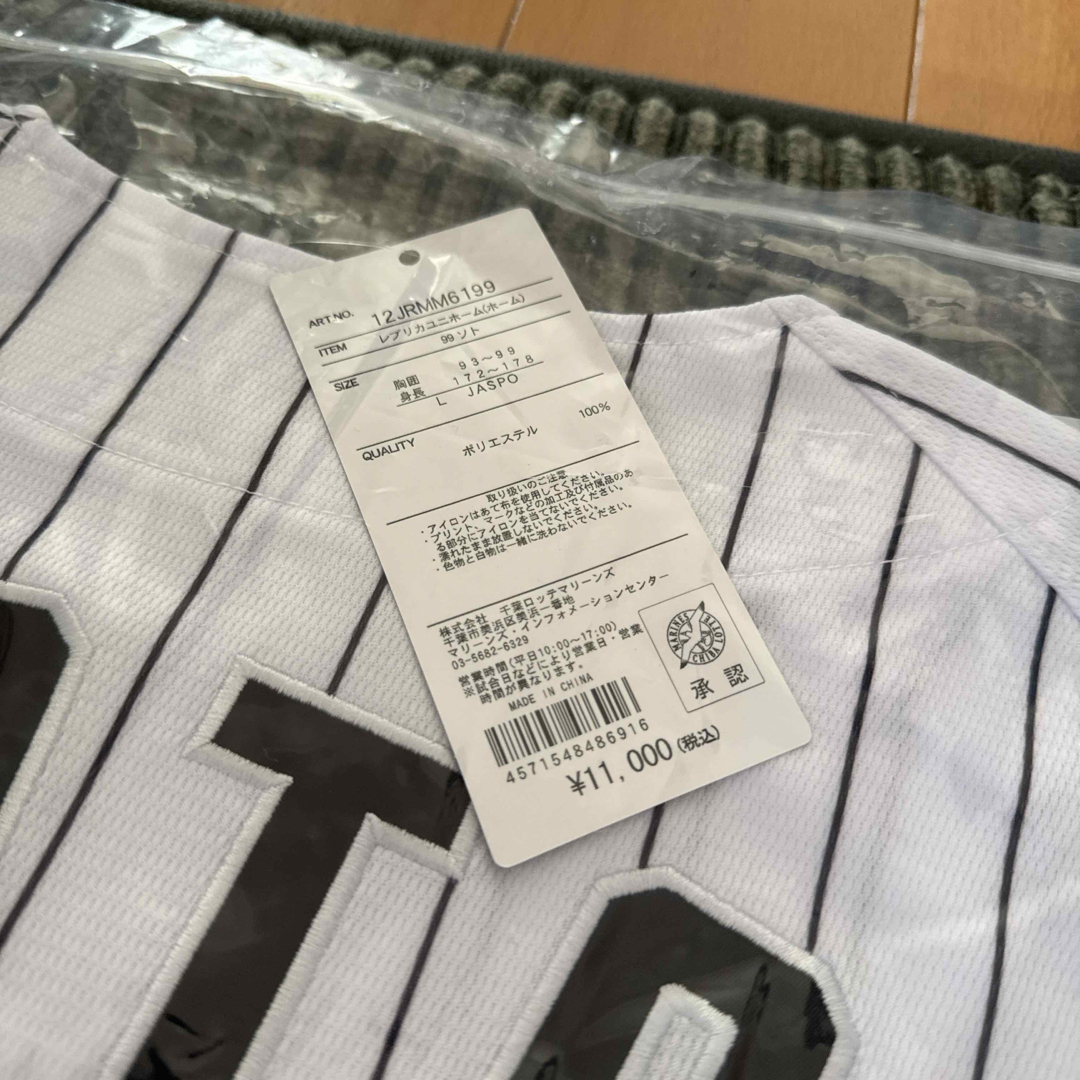 ART NO. 12JRMM6199
ITEM レプリカユニホーム(ホーム)
99 ソト
SIZE 胸囲 93～99
身長 172～178
L JASPO
QUALITY ポリエステル 100%
取り扱いのご注意
・アイロンはあて布を使用してください。
・プリント、マークなどの加工及び付属品のあ
る部分にアイロンを当てないでください。
・濡れたまま放置しないでください。
・色物と白物は一緒に洗わないでください。
株式会社 千葉ロッテマリーンズ
千葉市美浜区美浜一番地
マリーンズ・インフォメーションセンター
03-5682-6329
営業時間(平日10:00～17:00)
※試合日などにより営業日・営業
時間が異なります。
MADE IN CHINA
MARINES
CHIBA LOTTE
承認
4571548486916
¥11,000(税込)